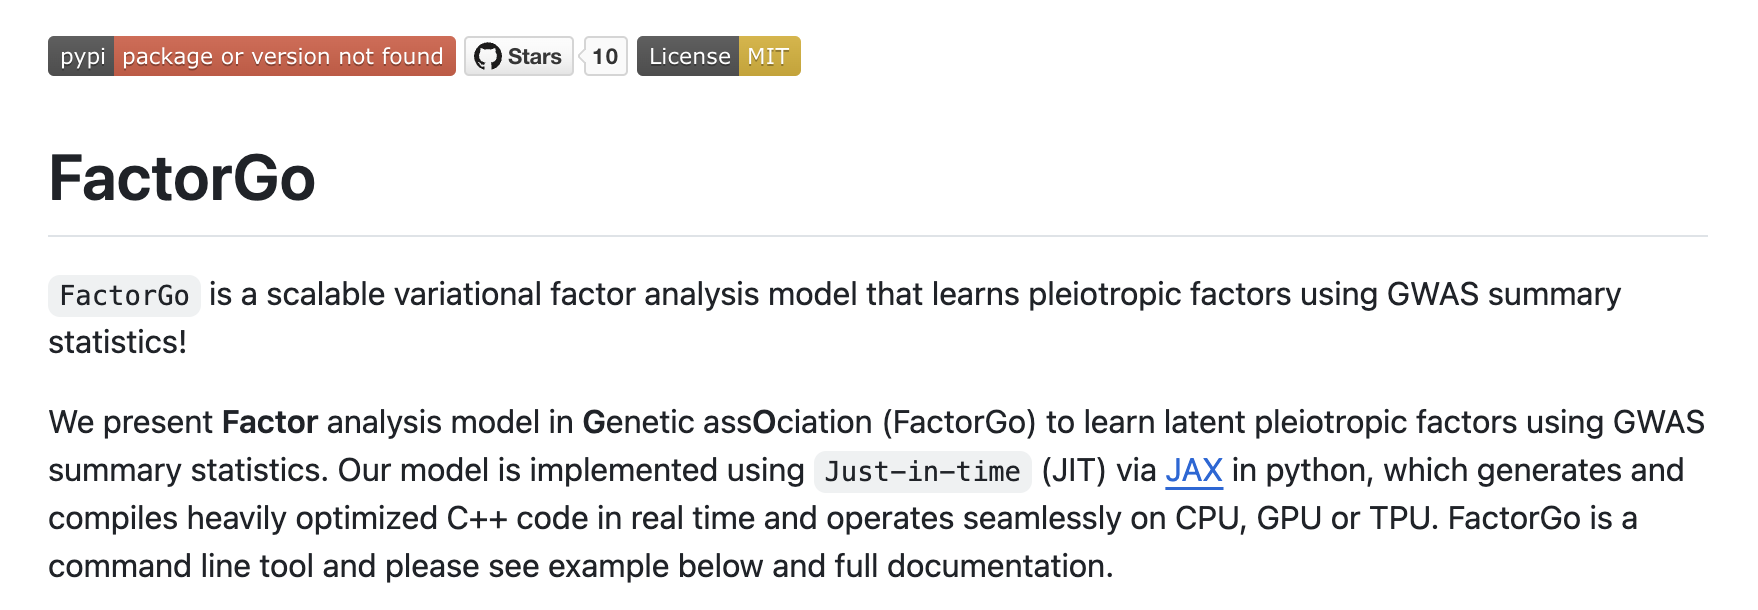 pypi package or version not found Stars 10 License MIT
FactorGo
FactorGo is a scalable variational factor analysis model that learns pleiotropic factors using GWAS summary
statistics!
We present Factor analysis model in Genetic assOciation (FactorGo) to learn latent pleiotropic factors using GWAS
summary statistics. Our model is implemented using Just-in-time (JIT) via JAX in python, which generates and
compiles heavily optimized C++ code in real time and operates seamlessly on CPU, GPU or TPU. FactorGo is a
command line tool and please see example below and full documentation.